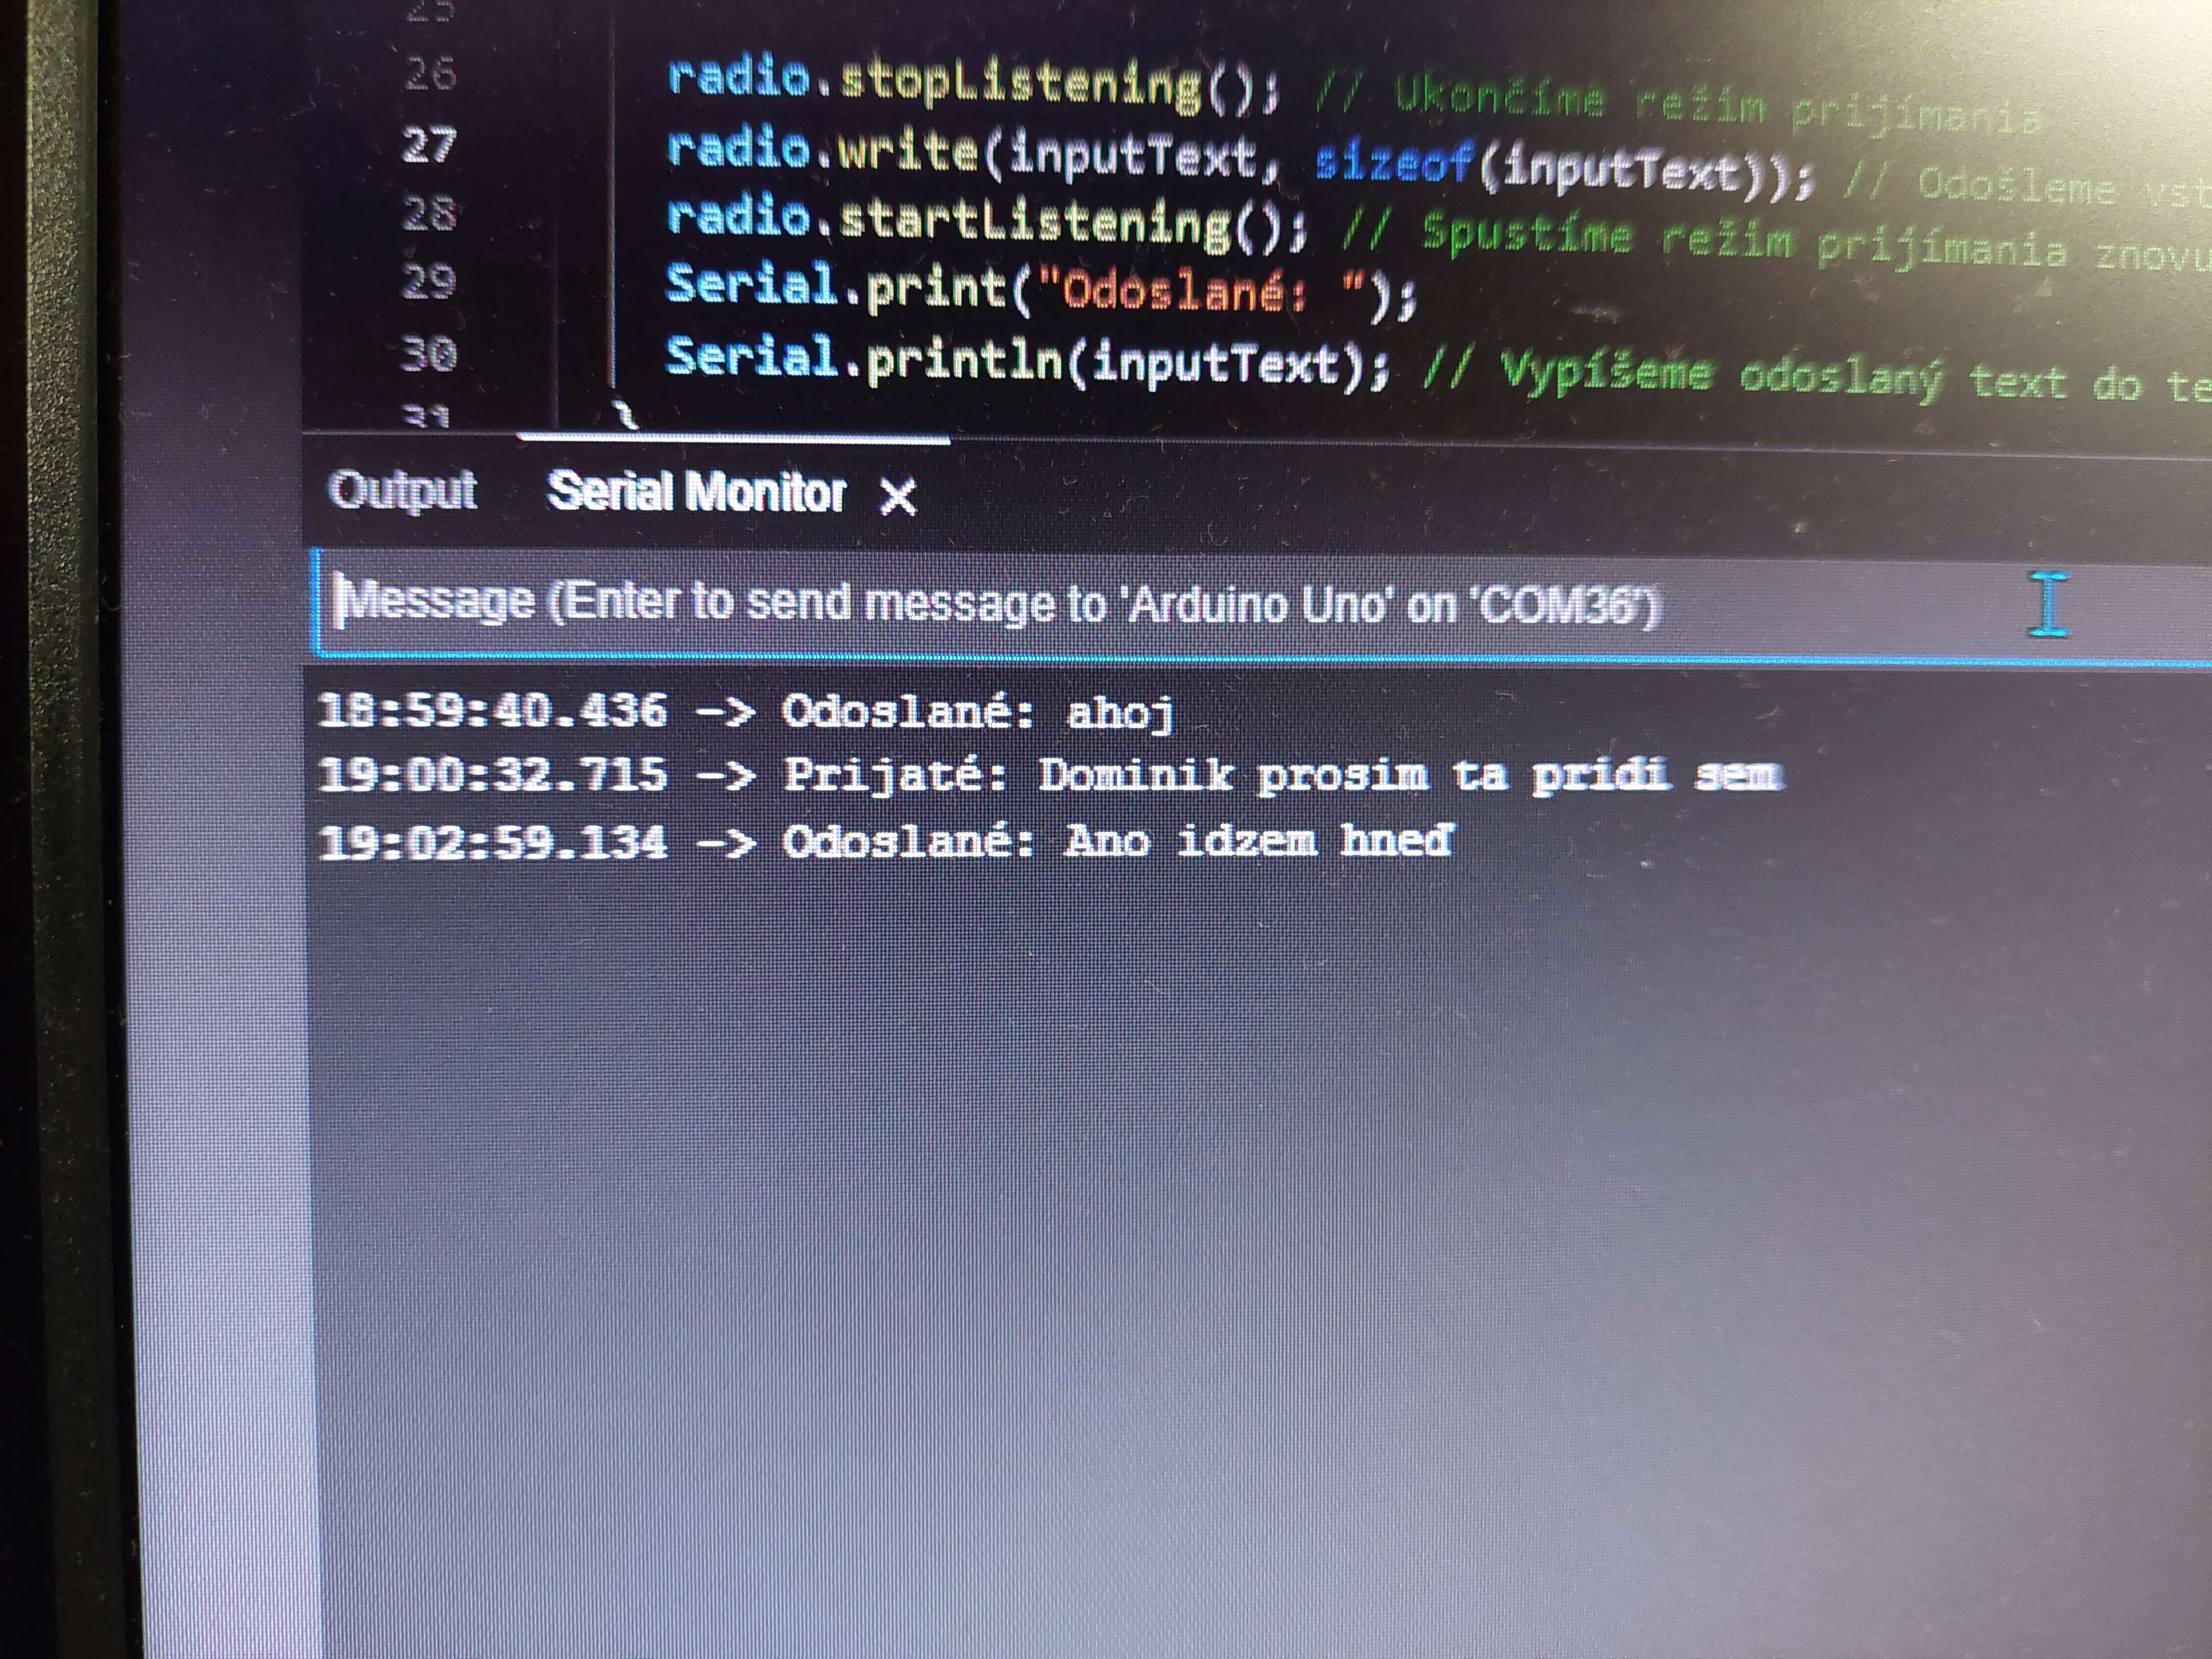 26 radio.stopListening(); // Ukončíme režim prijímania
27 radio.write(inputText, sizeof(inputText)); // Odošleme vst
28 radio.startListening(); // Spustíme režim prijímania znovu
29 Serial.print("Odoslané: ");
30 Serial.println(inputText); // Vypíšeme odoslaný text do te
31 }
Output Serial Monitor X
Message (Enter to send message to 'Arduino Uno' on 'COM36')
18:59:40.436 -> Odoslané: ahoj
19:00:32.715 -> Prijaté: Dominik prosim ta pridi sem
19:02:59.134 -> Odoslané: Ano idzem hneď